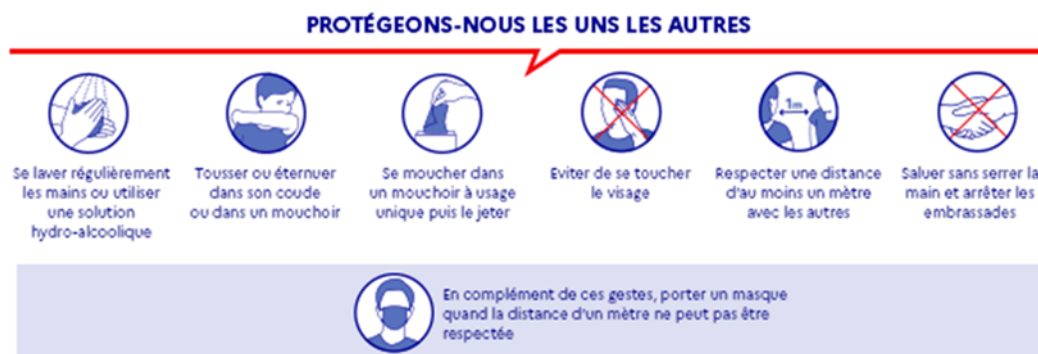 PROTÉGEONS-NOUS LES UNS LES AUTRES
1m
Se laver régulièrement
les mains ou utiliser
une solution
hydro-alcoolique
Tousser ou éternuer
dans son coude
ou dans un mouchoir
Se moucher dans
un mouchoir à usage
unique puis le jeter
Eviter de se toucher
le visage
Respecter une distance
d'au moins un mètre
avec les autres
Saluer sans serrer la
main et arrêter les
embrassades
En complément de ces gestes, porter un masque
quand la distance d'un mètre ne peut pas être
respectée